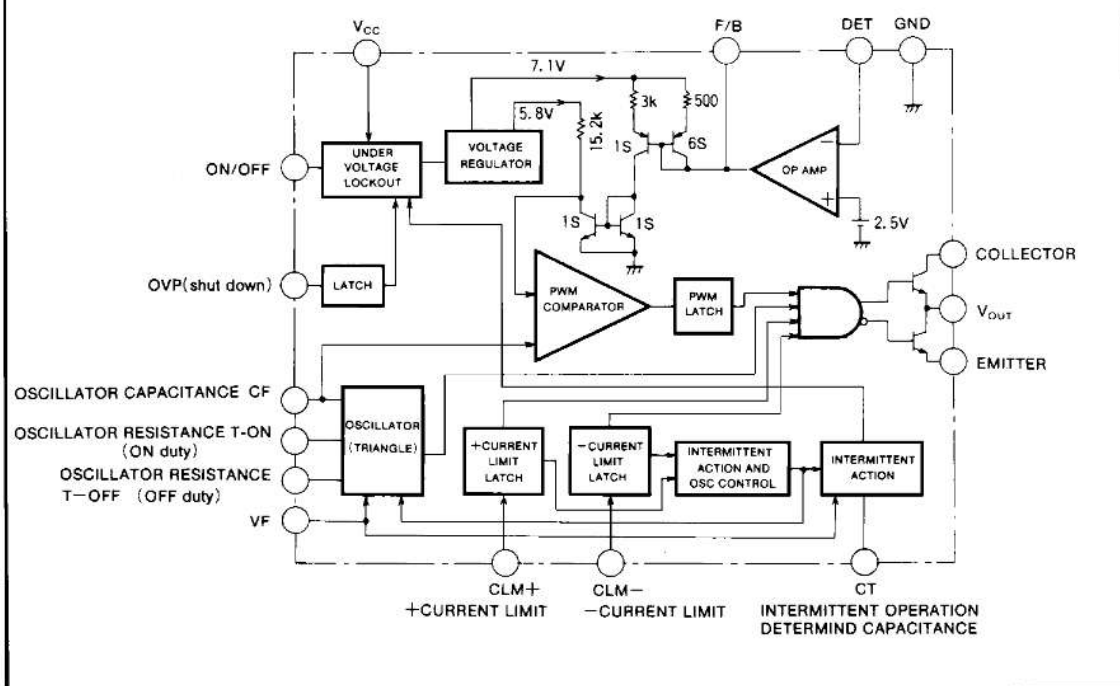 VCC
F/B
DET
GND
7.1V
5.8V
15.2k
3k
500
1S
6S
UNDER
VOLTAGE
LOCKOUT
VOLTAGE
REGULATOR
OP AMP
−
+
2.5V
ON/OFF
1S
1S
OVP(shut down)
LATCH
PWM
COMPARATOR
PWM
LATCH
COLLECTOR
VOUT
EMITTER
OSCILLATOR CAPACITANCE CF
OSCILLATOR RESISTANCE T-ON
(ON duty)
OSCILLATOR RESISTANCE
T-OFF (OFF duty)
VF
OSCILLATOR
(TRIANGLE)
+CURRENT
LIMIT
LATCH
−CURRENT
LIMIT
LATCH
INTERMITTENT
ACTION AND
OSC CONTROL
INTERMITTENT
ACTION
CLM+
+CURRENT LIMIT
CLM−
−CURRENT LIMIT
CT
INTERMITTENT OPERATION
DETERMIND CAPACITANCE